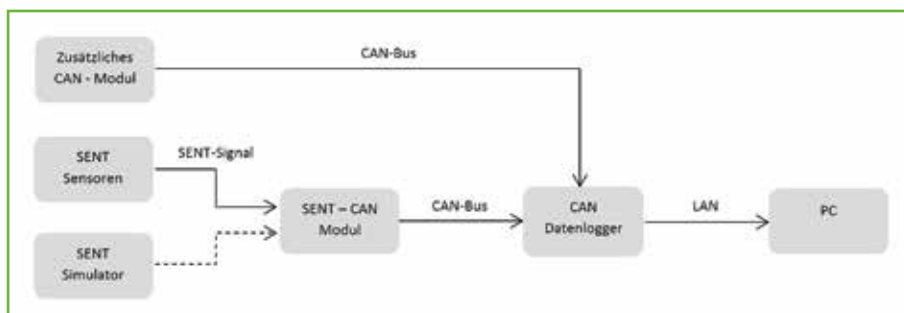 Zusätzliches
CAN - Modul
CAN-Bus
SENT
Sensoren
SENT-Signal
SENT – CAN
Modul
CAN-Bus
CAN
Datenlogger
LAN
PC
SENT
Simulator